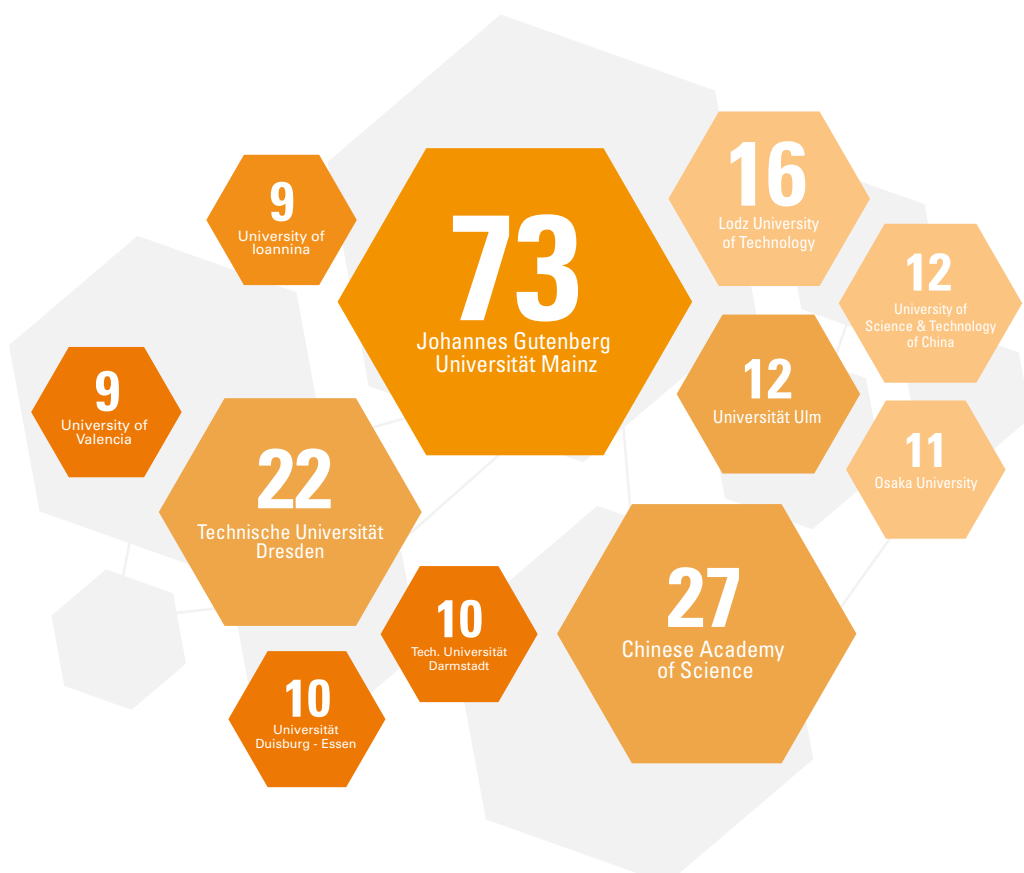 9
University of
Ioannina
73
Johannes Gutenberg
Universität Mainz
16
Lodz University
of Technology
12
University of
Science & Technology
of China
9
University of
Valencia
12
Universität Ulm
22
Technische Universität
Dresden
11
Osaka University
10
Tech. Universität
Darmstadt
27
Chinese Academy
of Science
10
Universität
Duisburg - Essen